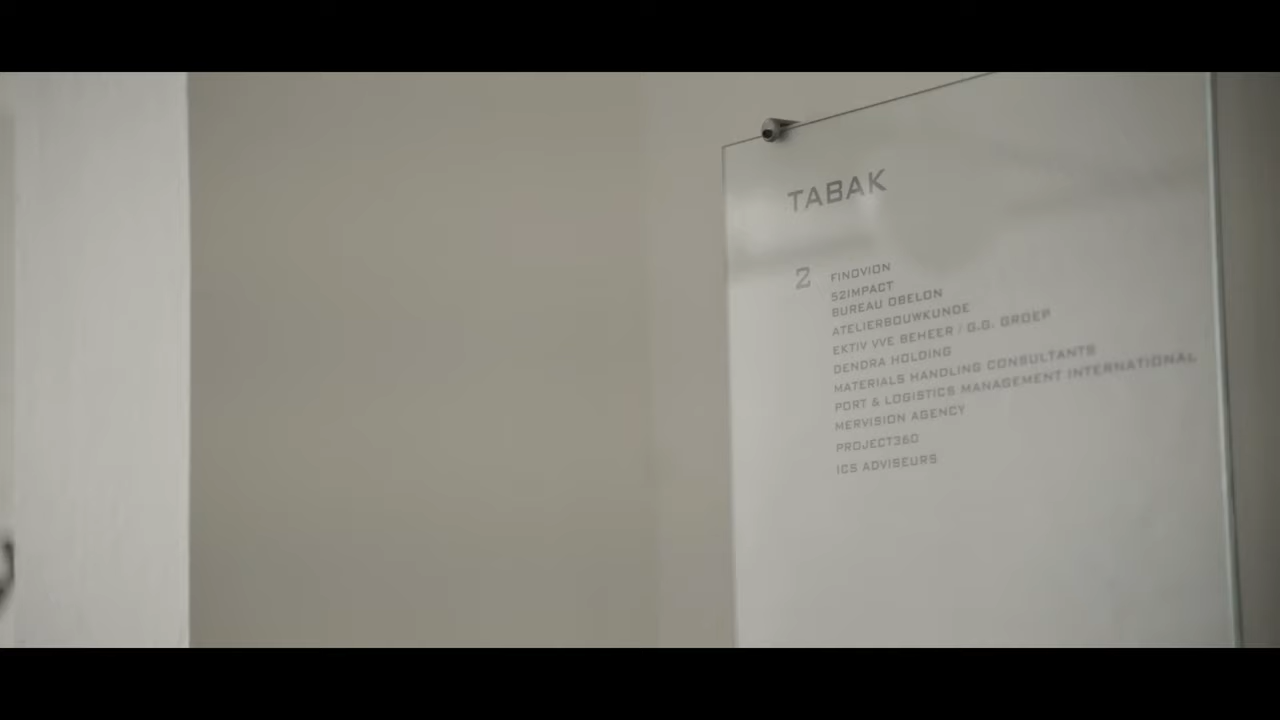 TABAK
2 FINOVION
52IMPACT
BUREAU OBELON
ATELIERBOUWKUNDE
EKTIV VVE BEHEER / G.G. GROEP
DENDRA HOLDING
MATERIALS HANDLING CONSULTANTS
PORT & LOGISTICS MANAGEMENT INTERNATIONAL
MERVISION AGENCY
PROJECT360
ICS ADVISEURS